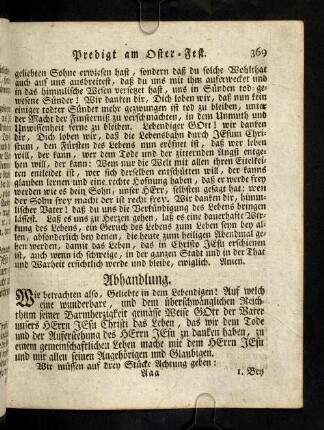 Predigt am Oster-Fest. 369
geliebten Sohne erwiesen hast, sondern daß du solche Wohlthat
auch auf uns ausbreitest, daß du uns mit ihm auferwecket und
in das himmlische Wesen versetzet hast, uns in Sünden tod-ge-
wesene Sünder! Wir danken dir, Dich loben wir, daß nun kein
einiger todter Sünder mehr gezwungen ist tod zu bleiben, unter
der Macht der Finsterniß zu verschmachten, in dem Unmuth und
Unwissenheit ferne zu bleiben. Lebendiger GOtt! wir danken
dir, Dich loben wir, daß die Lebensbahn durch JEsum Chri-
stum, den Fürsten des Lebens nun eröfnet ist, daß wer leben
will, der kann, wer dem Tode und der zitternden Angst entge-
hen will, der kann: Wem nur die Welt mit allen ihren Eitelkei-
ten entleidet ist, wer sich derselben entschütten will, der kann
glauben lernen und eine rechte Hofnung haben, daß er werde frey
werden wie es dein Sohn, unser HErr, selbsten gesagt hat: wen
der Sohn frey macht der ist recht frey. Wir danken dir, himm-
lischer Vater! daß du uns die Verkündigung des Lebens bringen
lässest. Laß es uns zu Herzen gehen, laß es eine dauerhafte Wir-
kung des Lebens, ein Geruch des Lebens zum Leben seyn bey al-
len, absonderlich bey denen, die heute zum heiligen Abendmal ge-
hen werden, damit das Leben, das in Christo JEsu erschienen
ist, auch wenn ich schweige, in der ganzen Stadt und in der That
und Warheit ersichtlich werde und bleibe, ewiglich. Amen.
Abhandlung.
Wir betrachten also, Geliebte in dem Lebendigen! Auf welch
eine wunderbare, und dem überschwänglichen Reich-
thum seiner Barmherzigkeit gemässe Weise GOtt der Vater
unsers HErrn JEsu Christi das Leben, das wir dem Tode
und der Auferstehung des HErrn JEsu zu danken haben, zu
einem gemeinschaftlichen Leben mache mit dem HErrn JEsu
und mit allen seinen Angehörigen und Glaubigen.
Wir müssen auf drey Stücke Achtung geben:
Aaa 1. Bey